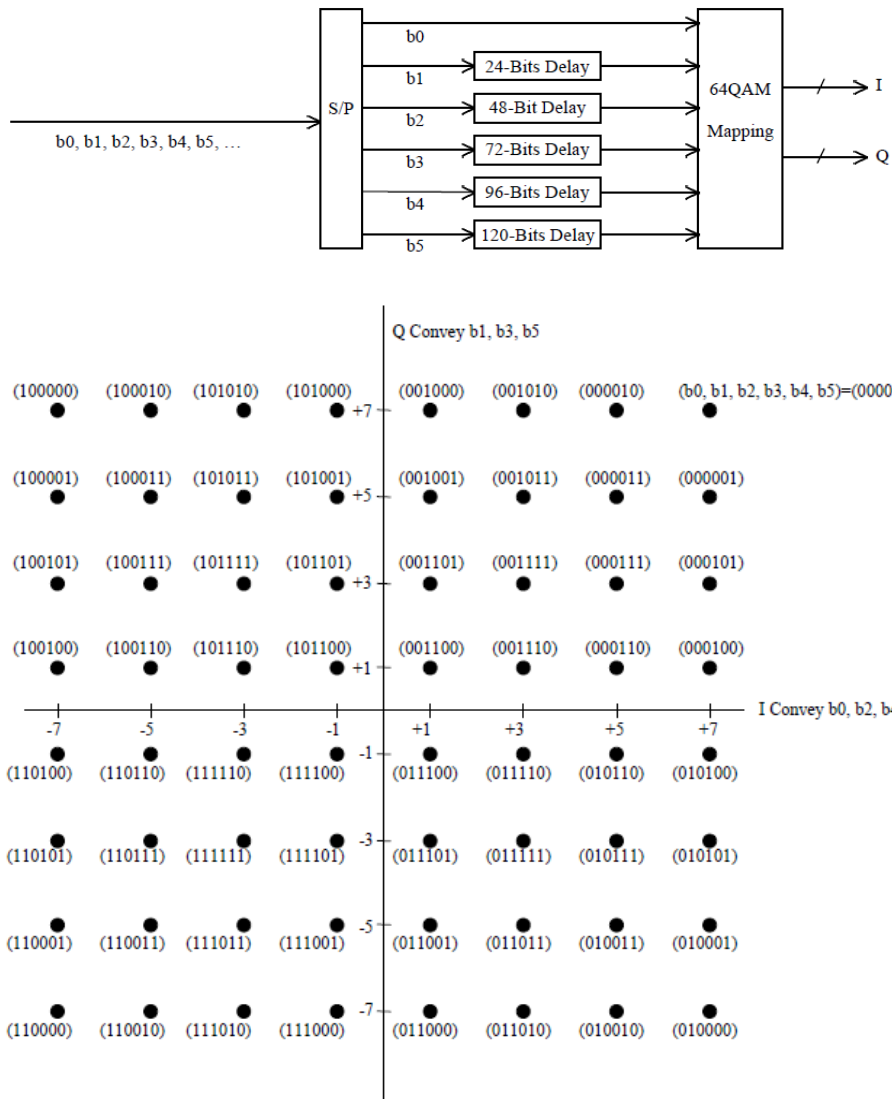 b0
b1 24-Bits Delay
b2 48-Bit Delay
b3 72-Bits Delay
b4 96-Bits Delay
b5 120-Bits Delay
S/P
64QAM
Mapping
I
Q
b0, b1, b2, b3, b4, b5, …
Q Convey b1, b3, b5
(100000) (100010) (101010) (101000) (001000) (001010) (000010) (b0, b1, b2, b3, b4, b5)=(0000
+7
(100001) (100011) (101011) (101001) (001001) (001011) (000011) (000001)
+5
(100101) (100111) (101111) (101101) (001101) (001111) (000111) (000101)
+3
(100100) (100110) (101110) (101100) (001100) (001110) (000110) (000100)
+1
I Convey b0, b2, b4
-7 -5 -3 -1 +1 +3 +5 +7
-1
(110100) (110110) (111110) (111100) (011100) (011110) (010110) (010100)
-3
(110101) (110111) (111111) (111101) (011101) (011111) (010111) (010101)
-5
(110001) (110011) (111011) (111001) (011001) (011011) (010011) (010001)
-7
(110000) (110010) (111010) (111000) (011000) (011010) (010010) (010000)